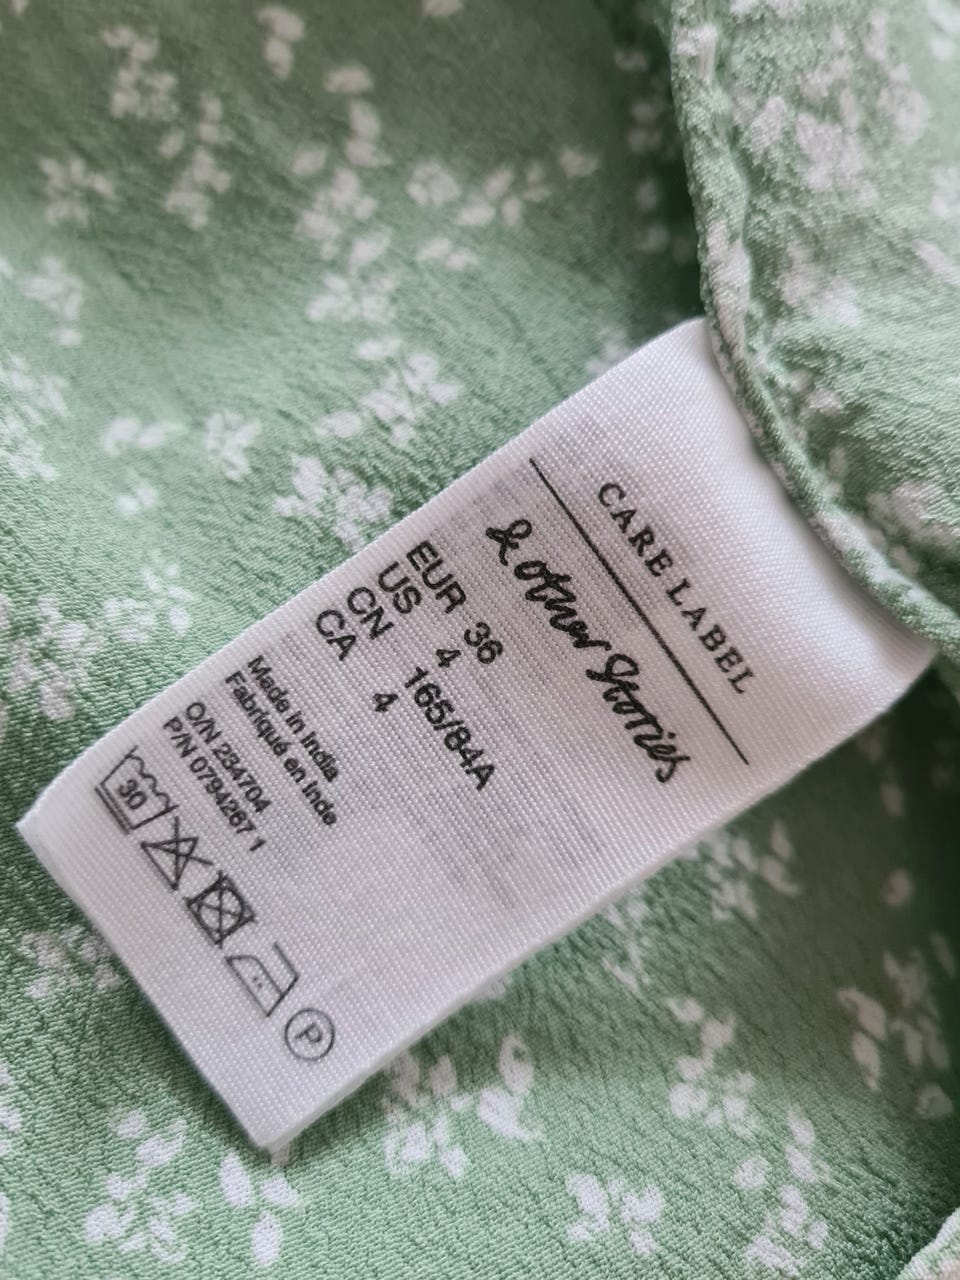 CARE LABEL
& other Stories
EUR 36
US 4
CN 165/84A
CA 4
Made in India
Fabriqué en Inde
O/N 234704
P/N 0794267 1
30
P